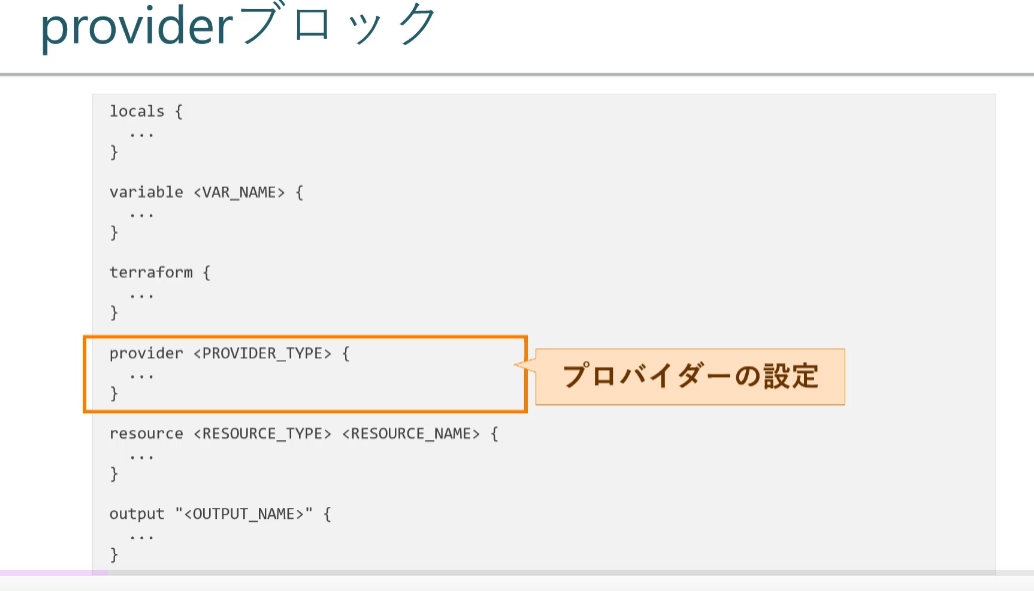 providerブロック
locals {
...
}
variable <VAR_NAME> {
...
}
terraform {
...
}
provider <PROVIDER_TYPE> {
...
}
プロバイダーの設定
resource <RESOURCE_TYPE> <RESOURCE_NAME> {
...
}
output "<OUTPUT_NAME>" {
...
}